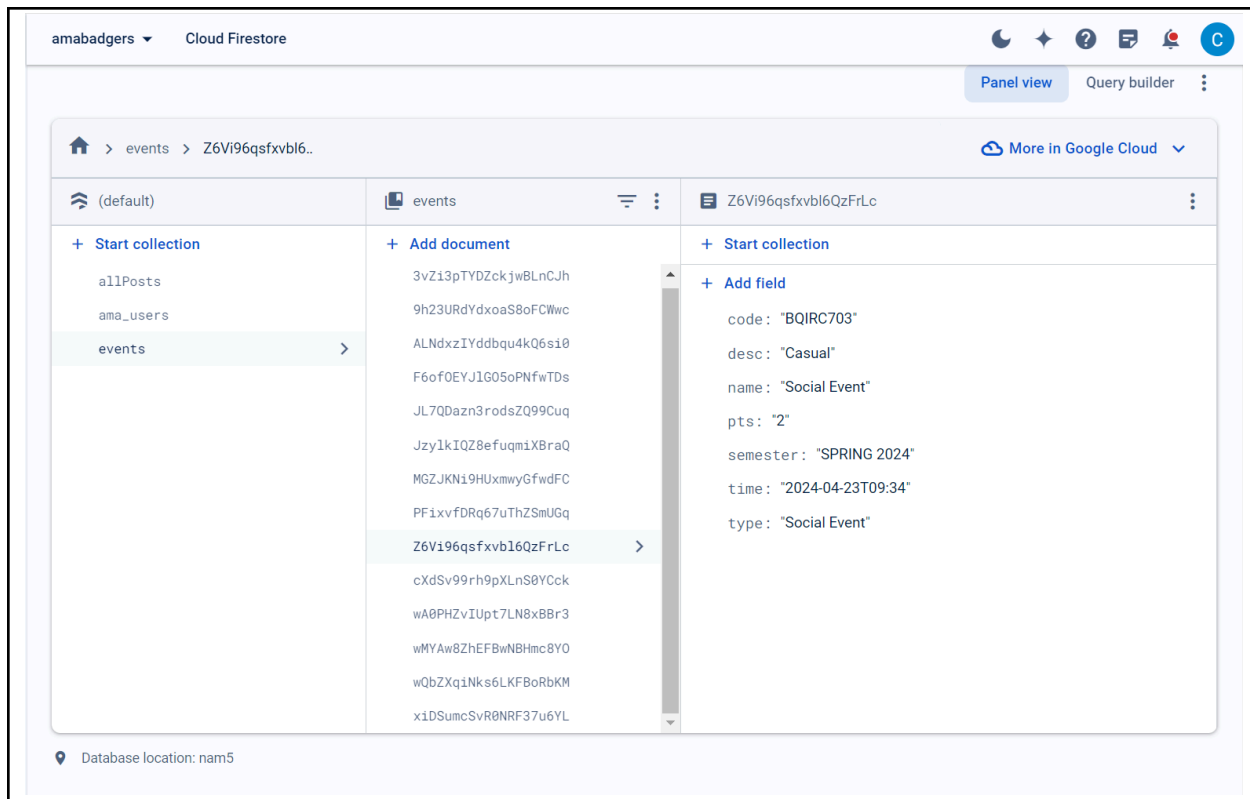 amabadgers Cloud Firestore C
Panel view Query builder
events > Z6Vi96qsfxvbl6.. More in Google Cloud
(default)
+ Start collection
allPosts
ama_users
events
events
+ Add document
3vZi3pTYDZckjwBLnCJh
9h23URdYdxoaS8oFCWwc
ALNdxzIYddbqu4kQ6si0
F6ofOEYJlGO5oPNfwTDs
JL7QDazn3rodsZQ99Cuq
JzylkIQZ8efuqmiXBraQ
MGZJKNi9HUxmwyGfwdFC
PFixvfDRq67uThZSmUGq
Z6Vi96qsfxvbl6QzFrLc
cXdSv99rh9pXLnS0YCck
wA0PHZvIUpt7LN8xBBr3
wMYAw8ZhEFBwNBHmc8YO
wQbZXqiNks6LKFBoRbKM
xiDSumcSvR0NRF37u6YL
Z6Vi96qsfxvbl6QzFrLc
+ Start collection
+ Add field
code: "BQIRC703"
desc: "Casual"
name: "Social Event"
pts: "2"
semester: "SPRING 2024"
time: "2024-04-23T09:34"
type: "Social Event"
Database location: nam5